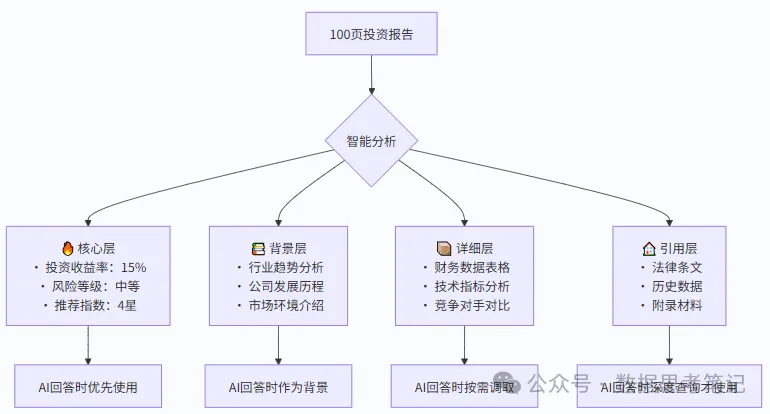 100页投资报告
智能分析
核心层
• 投资收益率：15%
• 风险等级：中等
• 推荐指数：4星
背景层
• 行业趋势分析
• 公司发展历程
• 市场环境介绍
详细层
• 财务数据表格
• 技术指标分析
• 竞争对手对比
引用层
• 法律条文
• 历史数据
• 附录材料
AI回答时优先使用
AI回答时作为背景
AI回答时按需调取
AI回答时深度查询才使用
公众号 · 数据思考笔记